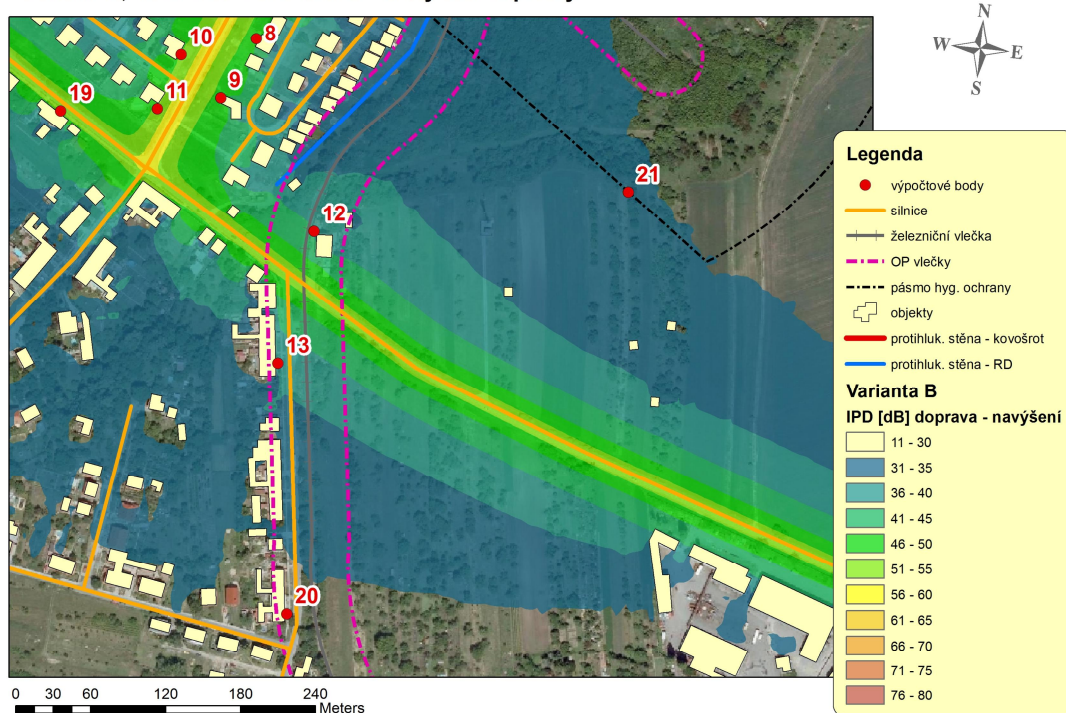 N
W
E
S
10
8
19
11
9
21
12
13
20
Legenda
výpočtové body
silnice
železniční vlečka
OP vlečky
pásmo hyg. ochrany
objekty
protihluk. stěna - kovošrot
protihluk. stěna - RD
Varianta B
IPD [dB] doprava - navýšení
11 - 30
31 - 35
36 - 40
41 - 45
46 - 50
51 - 55
56 - 60
61 - 65
66 - 70
71 - 75
76 - 80
0 30 60 120 180 240
Meters